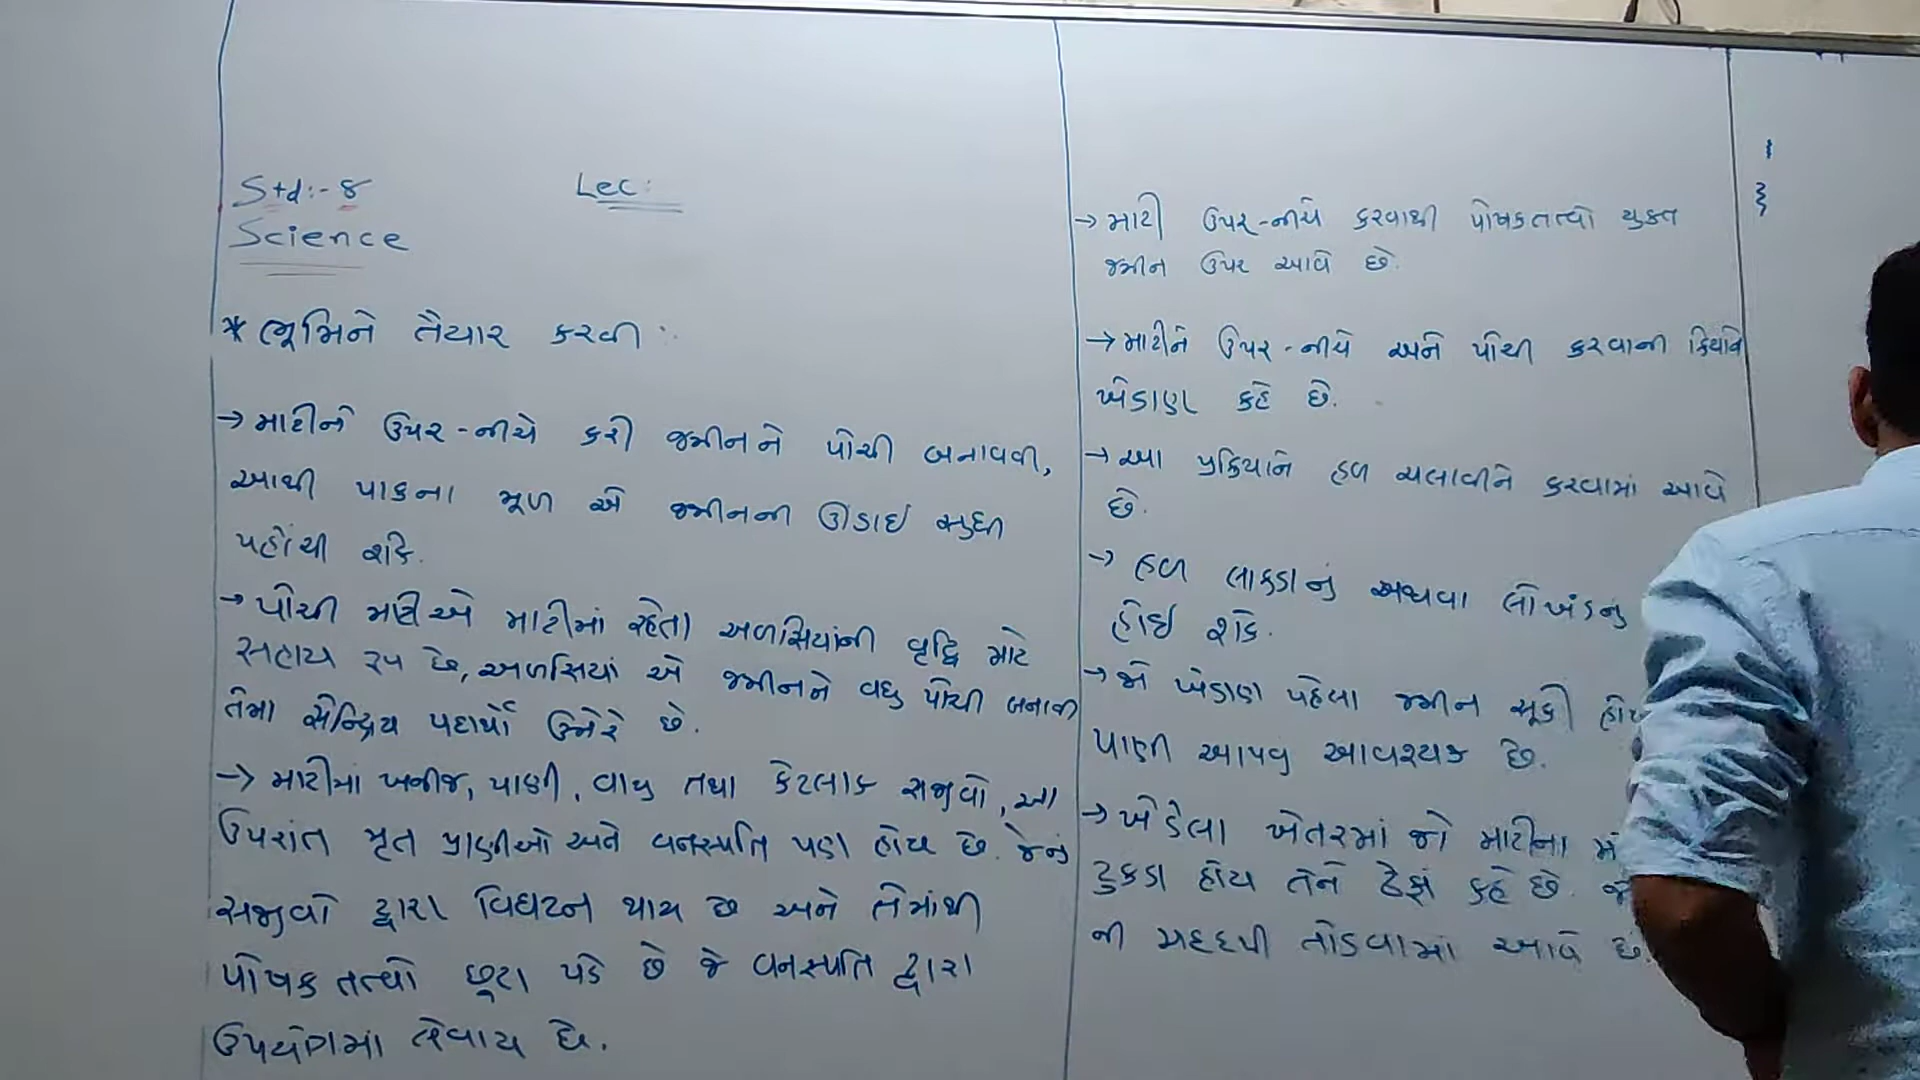 Std:- 8
Lec:
Science
* ભૂમિને તૈયાર કરવી :
→ માટીને ઉપર-નીચે કરી જમીનને પોચી બનાવવી,
આથી પાકના મૂળ એ જમીનની ઊંડાઈ સુધી
પહોંચી શકે.
→ પોચી માટી એ માટીમાં રહેતા અળસિયાંની વૃદ્ધિ માટે
સહાય રૂપ છે, અળસિયાં એ જમીનને વધુ પોચી બનાવી
તેમા સેન્દ્રિય પદાર્થો ઉમેરે છે.
→ માટીમાં ખનીજ, પાણી, વાયુ તથા કેટલાક સજીવો, આ
ઉપરાંત મૃત પ્રાણીઓ અને વનસ્પતિ પણ હોય છે. જેનું
સજીવો દ્વારા વિઘટન થાય છે અને તેમાંથી
પોષક તત્વો છૂટા પડે છે જે વનસ્પતિ દ્વારા
ઉપયોગમાં લેવાય છે.
→ માટી ઉપર-નીચે કરવાથી પોષકતત્વો યુક્ત
જમીન ઉપર આવે છે.
→ માટીને ઉપર-નીચે અને પોચી કરવાની ક્રિયાને
ખેડાણ કહે છે.
→ આ પ્રક્રિયાને હળ ચલાવીને કરવામાં આવે
છે.
→ હળ લાકડાનું અથવા લોખંડનું
હોઈ શકે.
→ જો ખેડાણ પહેલા જમીન સૂકી
પાણી આપવુ આવશ્યક છે.
→ ખેડેલા ખેતરમાં જો માટીના
ટુકડા હોય તેને ઢેફાં કહે છે.
ની મદદથી તોડવામાં આવે છે.